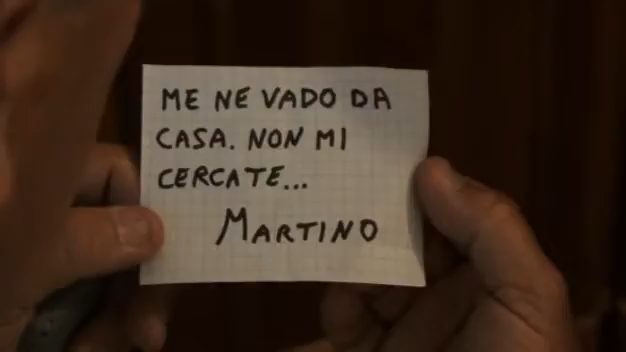 ME NE VADO DA
CASA. NON MI
CERCATE...
MARTINO